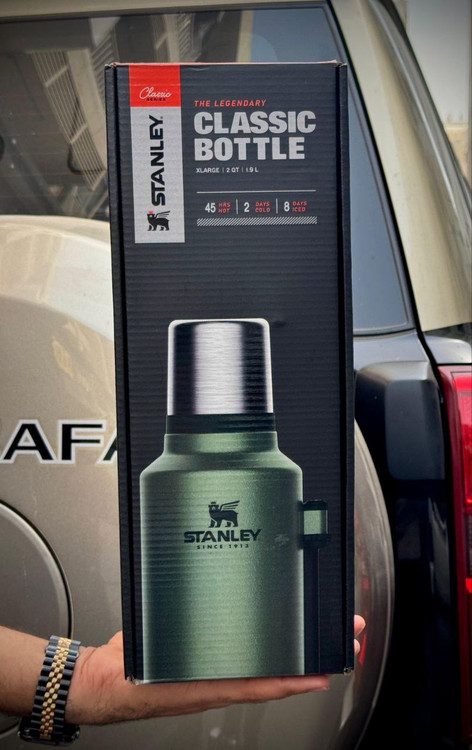 Classic
SERIES
STANLEY
THE LEGENDARY
CLASSIC
BOTTLE
XLARGE | 2 QT | 1.9 L
45 HRS HOT | 2 DAYS COLD | 8 DAYS ICED
AFA
STANLEY
SINCE 1913